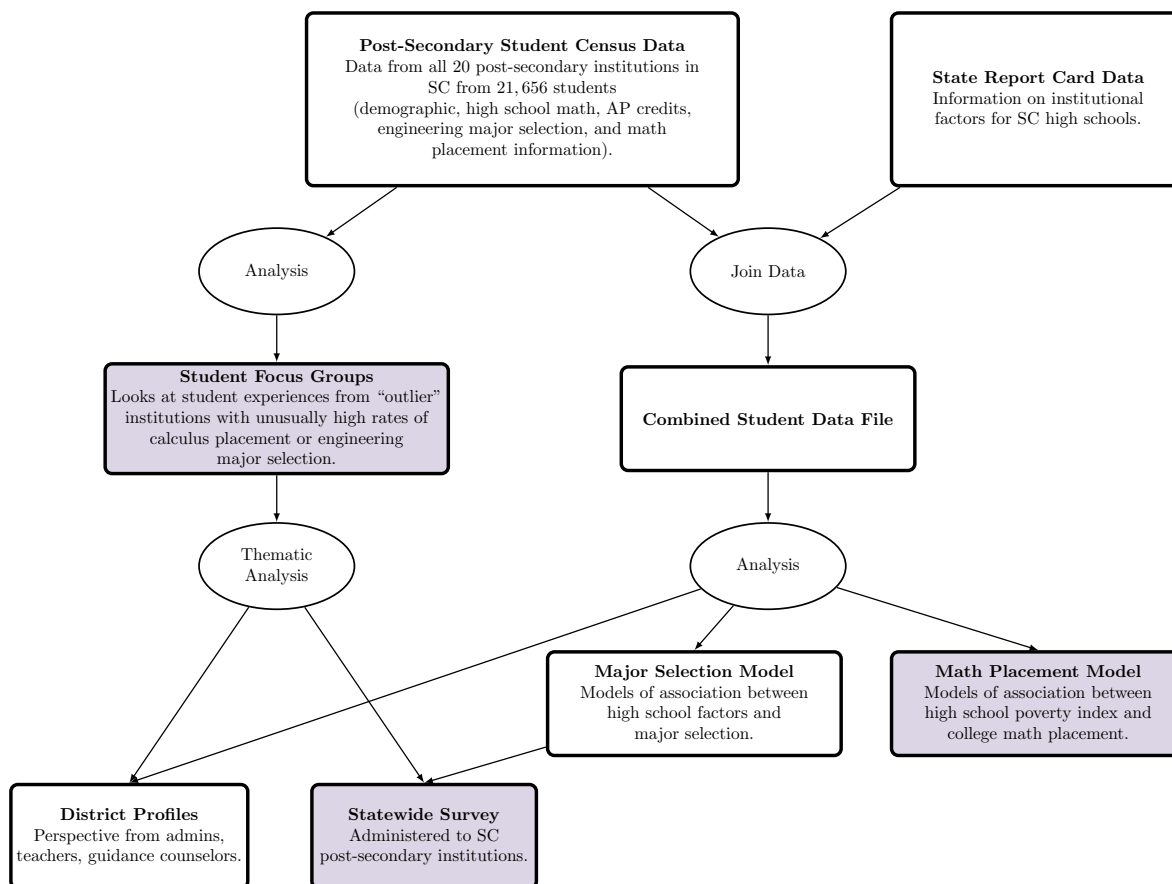 Post-Secondary Student Census Data
Data from all 20 post-secondary institutions in
SC from 21,656 students
(demographic, high school math, AP credits,
engineering major selection, and math
placement information).
State Report Card Data
Information on institutional
factors for SC high schools.
Analysis
Join Data
Student Focus Groups
Looks at student experiences from “outlier”
institutions with unusually high rates of
calculus placement or engineering
major selection.
Combined Student Data File
Thematic
Analysis
Analysis
Major Selection Model
Models of association between
high school factors and
major selection.
Math Placement Model
Models of association between
high school poverty index and
college math placement.
District Profiles
Perspective from admins,
teachers, guidance counselors.
Statewide Survey
Administered to SC
post-secondary institutions.